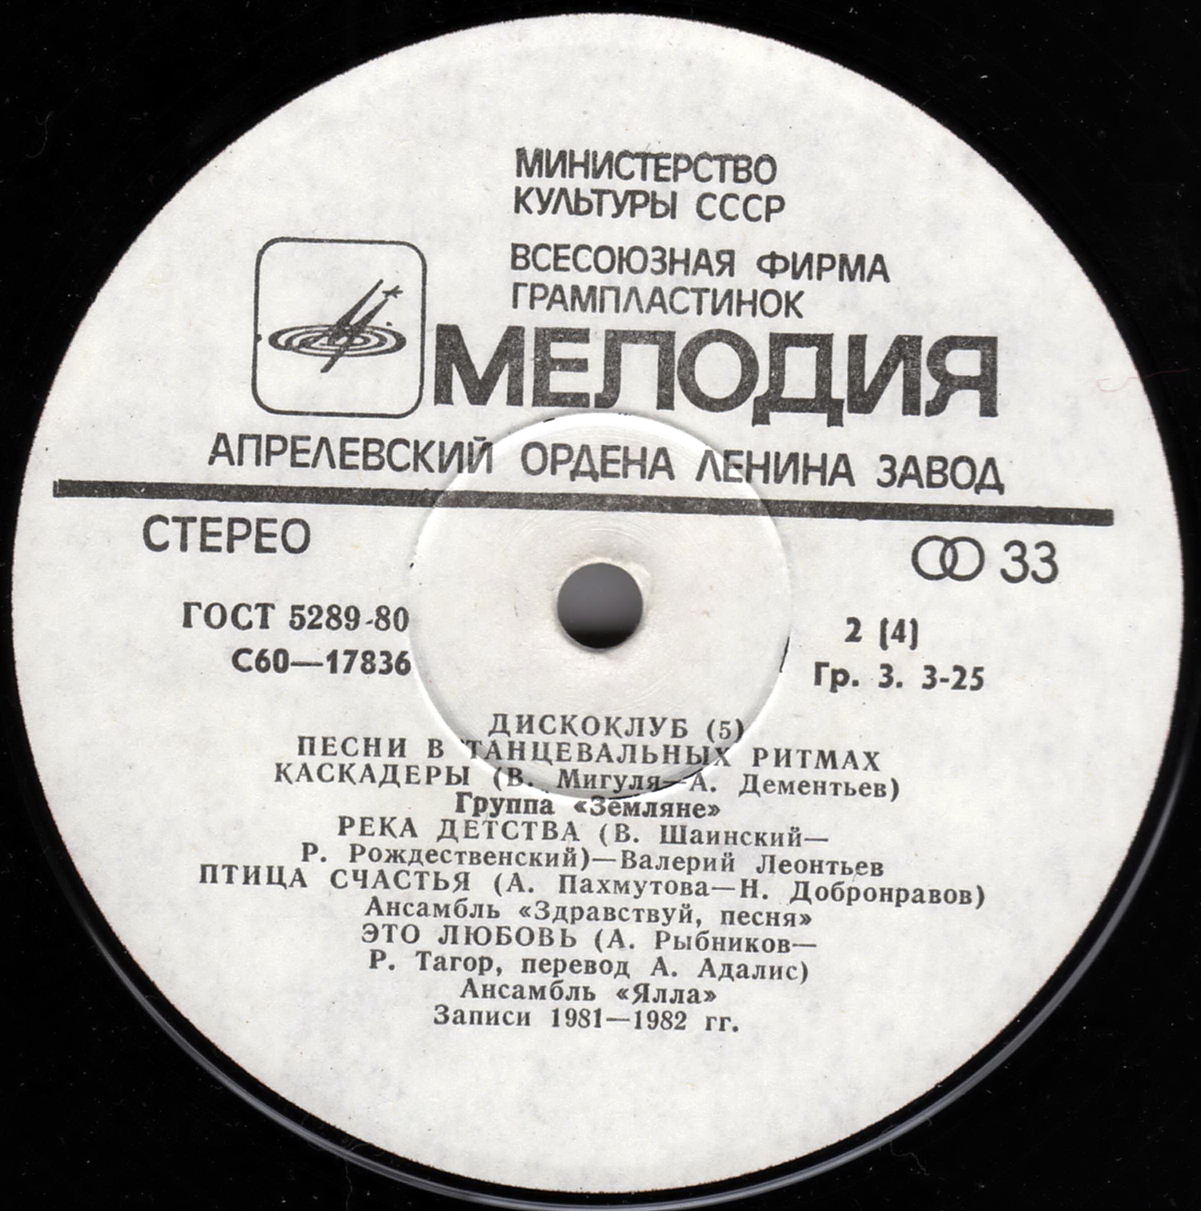 МИНИСТЕРСТВО
КУЛЬТУРЫ СССР
ВСЕСОЮЗНАЯ ФИРМА
ГРАМПЛАСТИНОК
МЕЛОДИЯ
АПРЕЛЕВСКИЙ ОРДЕНА ЛЕНИНА ЗАВОД
СТЕРЕО
33
ГОСТ 5289-80
2 (4)
С60—17836
Гр. 3. 3-25
ДИСКОКЛУБ (5)
ПЕСНИ В ТАНЦЕВАЛЬНЫХ РИТМАХ
КАСКАДЕРЫ (В. Мигуля—А. Дементьев)
Группа «Земляне»
РЕКА ДЕТСТВА (В. Шаинский—
Р. Рождественский)—Валерий Леонтьев
ПТИЦА СЧАСТЬЯ (А. Пахмутова—Н. Добронравов)
Ансамбль «Здравствуй, песня»
ЭТО ЛЮБОВЬ (А. Рыбников—
Р. Тагор, перевод А. Адалис)
Ансамбль «Ялла»
Записи 1981—1982 гг.